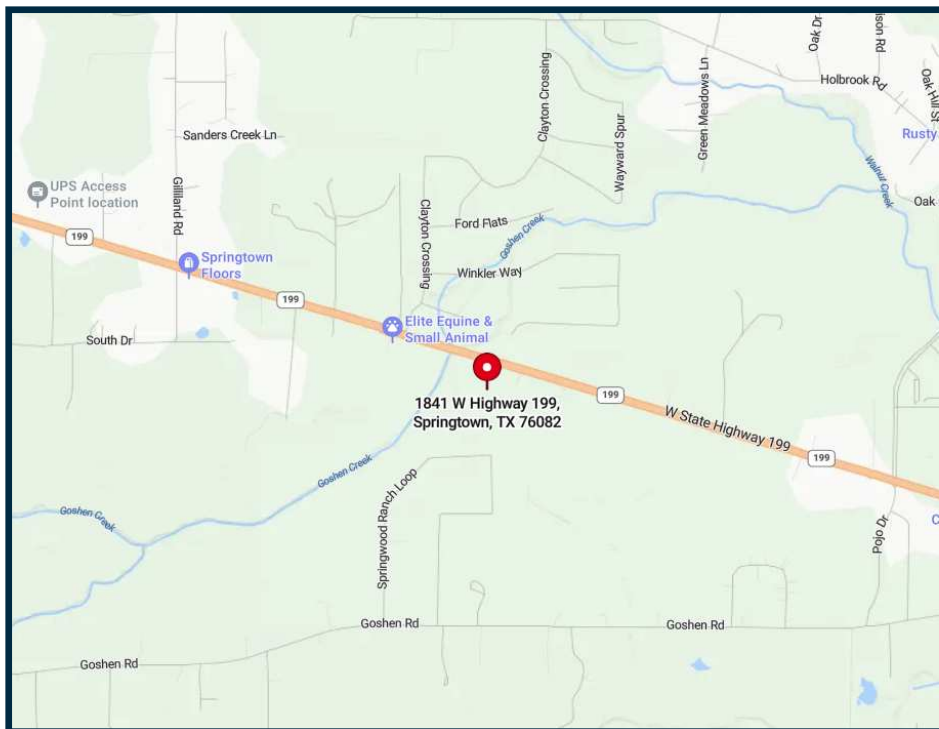 Oak Dr
ison Rd
Holbrook Rd
Oak Hill St
Clayton Crossing
Green Meadows Ln
Sanders Creek Ln
Wayward Spur
Rusty
Walnut Creek
UPS Access
Point location
Gilliland Rd
Oak
Clayton Crossing
Ford Flats
Goshen Creek
199
Springtown
Floors
Winkler Way
199
Elite Equine &
Small Animal
South Dr
1841 W Highway 199,
Springtown, TX 76082
199
W State Highway 199
199
Goshen Creek
Springwood Ranch Loop
Goshen Creek
C
Pojo Dr
Goshen Rd
Goshen Rd
Goshen Rd